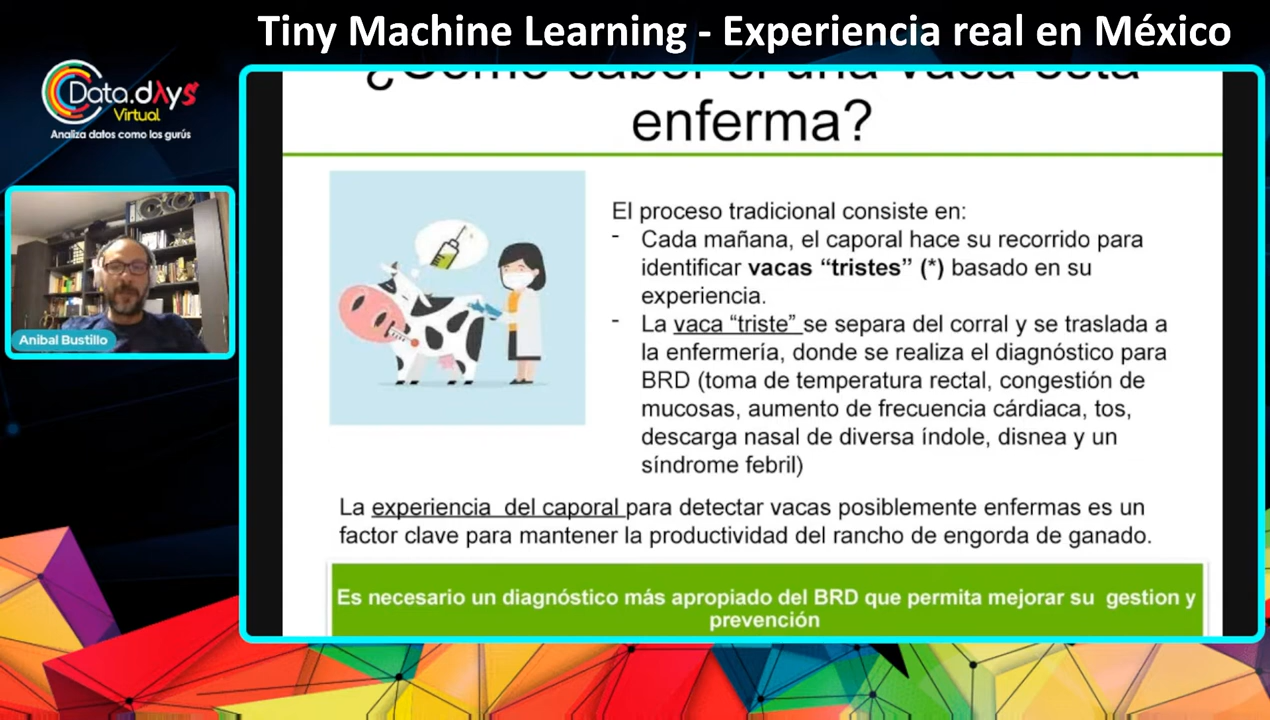 Tiny Machine Learning - Experiencia real en México
Data.dAys
Virtual
Analiza datos como los gurús
¿Cómo saber si una vaca está
enferma?
El proceso tradicional consiste en:
- Cada mañana, el caporal hace su recorrido para
identificar vacas “tristes” (*) basado en su
experiencia.
- La vaca “triste” se separa del corral y se traslada a
la enfermería, donde se realiza el diagnóstico para
BRD (toma de temperatura rectal, congestión de
mucosas, aumento de frecuencia cárdiaca, tos,
descarga nasal de diversa índole, disnea y un
síndrome febril)
La experiencia del caporal para detectar vacas posiblemente enfermas es un
factor clave para mantener la productividad del rancho de engorda de ganado.
Es necesario un diagnóstico más apropiado del BRD que permita mejorar su gestion y
prevención
Anibal Bustillo